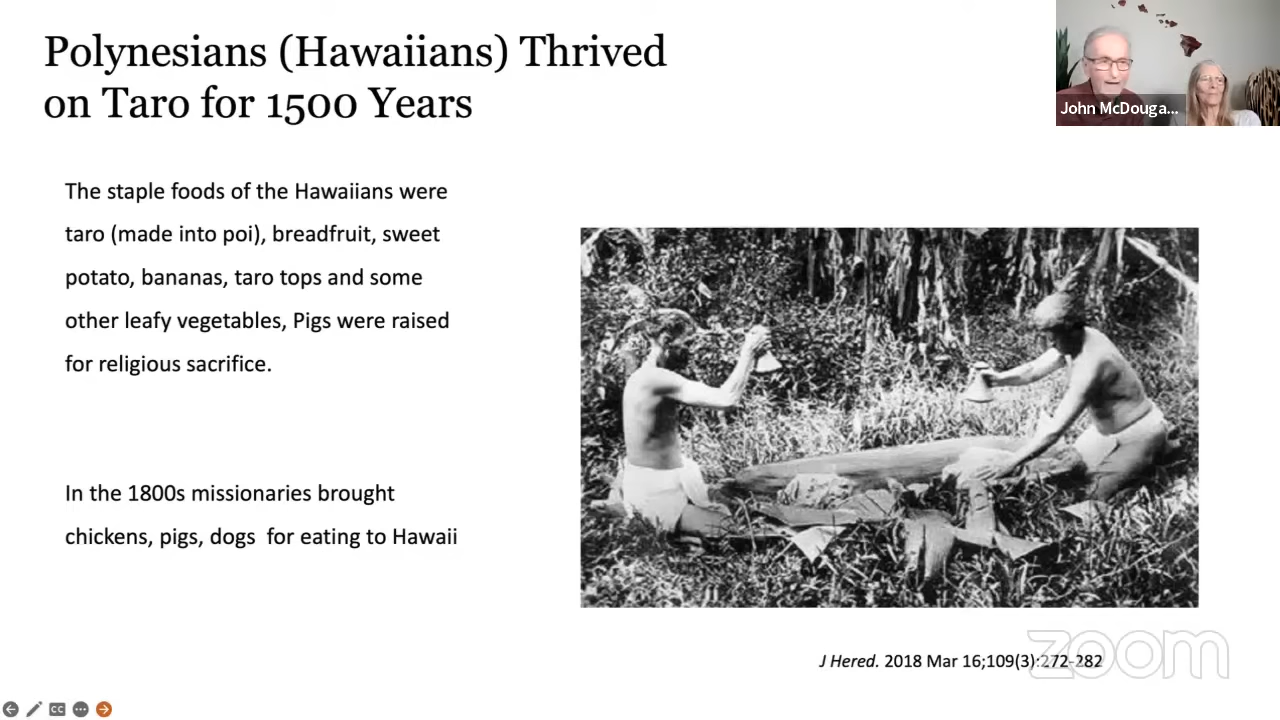 Polynesians (Hawaiians) Thrived
on Taro for 1500 Years
John McDouga...
The staple foods of the Hawaiians were
taro (made into poi), breadfruit, sweet
potato, bananas, taro tops and some
other leafy vegetables, Pigs were raised
for religious sacrifice.
In the 1800s missionaries brought
chickens, pigs, dogs  for eating to Hawaii
J Hered. 2018 Mar 16;109(3):272-282
zoom
CC